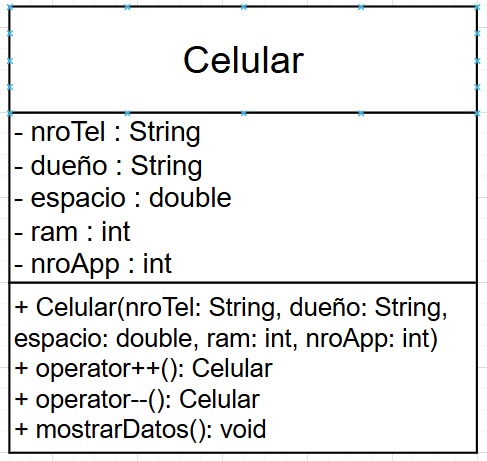 Celular
- nroTel : String
- dueño : String
- espacio : double
- ram : int
- nroApp : int
+ Celular(nroTel: String, dueño: String,
espacio: double, ram: int, nroApp: int)
+ operator++(): Celular
+ operator--(): Celular
+ mostrarDatos(): void